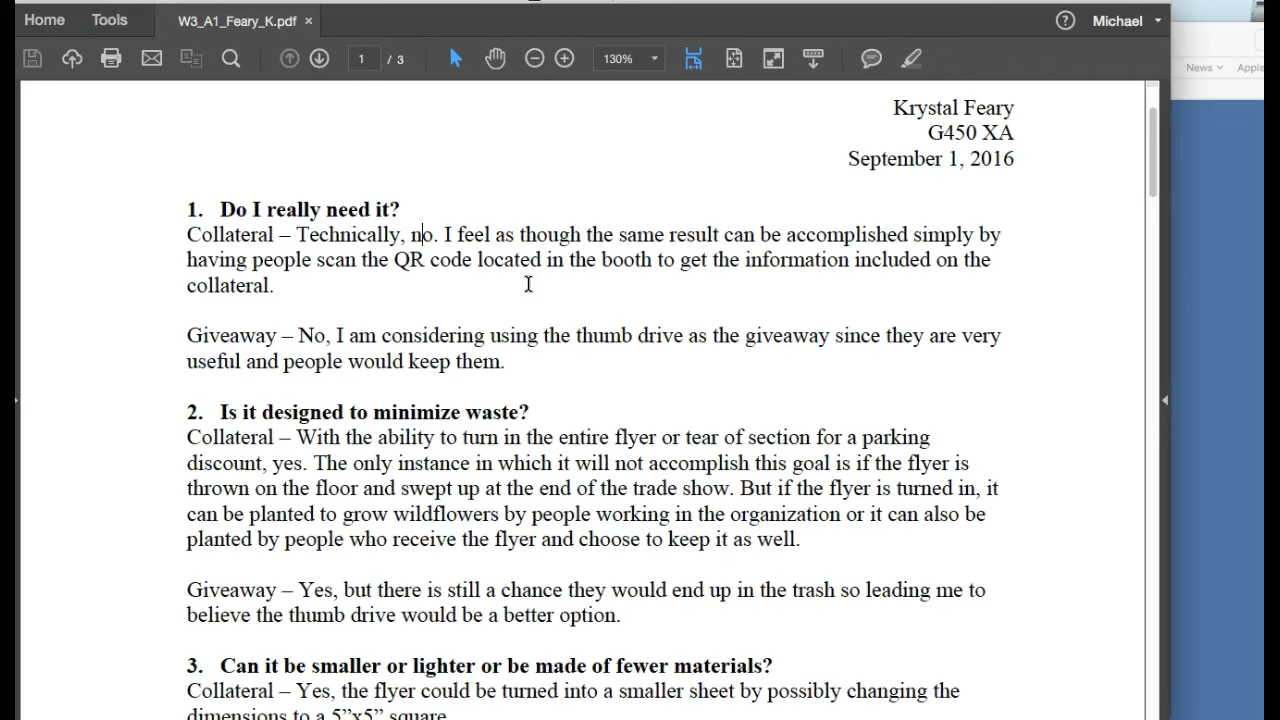 Home Tools W3_A1_Feary_K.pdf × Michael
1 / 3 130%
News
Krystal Feary
G450 XA
September 1, 2016
1. Do I really need it?
Collateral – Technically, no. I feel as though the same result can be accomplished simply by
having people scan the QR code located in the booth to get the information included on the
collateral.
Giveaway – No, I am considering using the thumb drive as the giveaway since they are very
useful and people would keep them.
2. Is it designed to minimize waste?
Collateral – With the ability to turn in the entire flyer or tear of section for a parking
discount, yes. The only instance in which it will not accomplish this goal is if the flyer is
thrown on the floor and swept up at the end of the trade show. But if the flyer is turned in, it
can be planted to grow wildflowers by people working in the organization or it can also be
planted by people who receive the flyer and choose to keep it as well.
Giveaway – Yes, but there is still a chance they would end up in the trash so leading me to
believe the thumb drive would be a better option.
3. Can it be smaller or lighter or be made of fewer materials?
Collateral – Yes, the flyer could be turned into a smaller sheet by possibly changing the
dimensions to a 5”x5” square